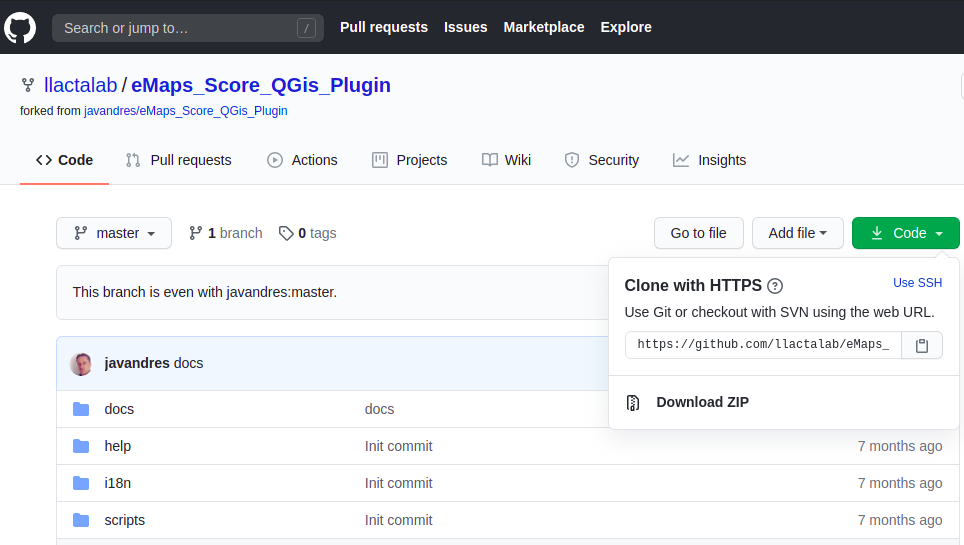 Search or jump to… /
Pull requests Issues Marketplace Explore
llactalab / eMaps_Score_QGis_Plugin
forked from javandres/eMaps_Score_QGis_Plugin
Code Pull requests Actions Projects Wiki Security Insights
master 1 branch 0 tags Go to file Add file Code
This branch is even with javandres:master.
Clone with HTTPS ? Use SSH
Use Git or checkout with SVN using the web URL.
https://github.com/llactalab/eMaps_
Download ZIP
javandres docs
docs docs
help Init commit 7 months ago
i18n Init commit 7 months ago
scripts Init commit 7 months ago